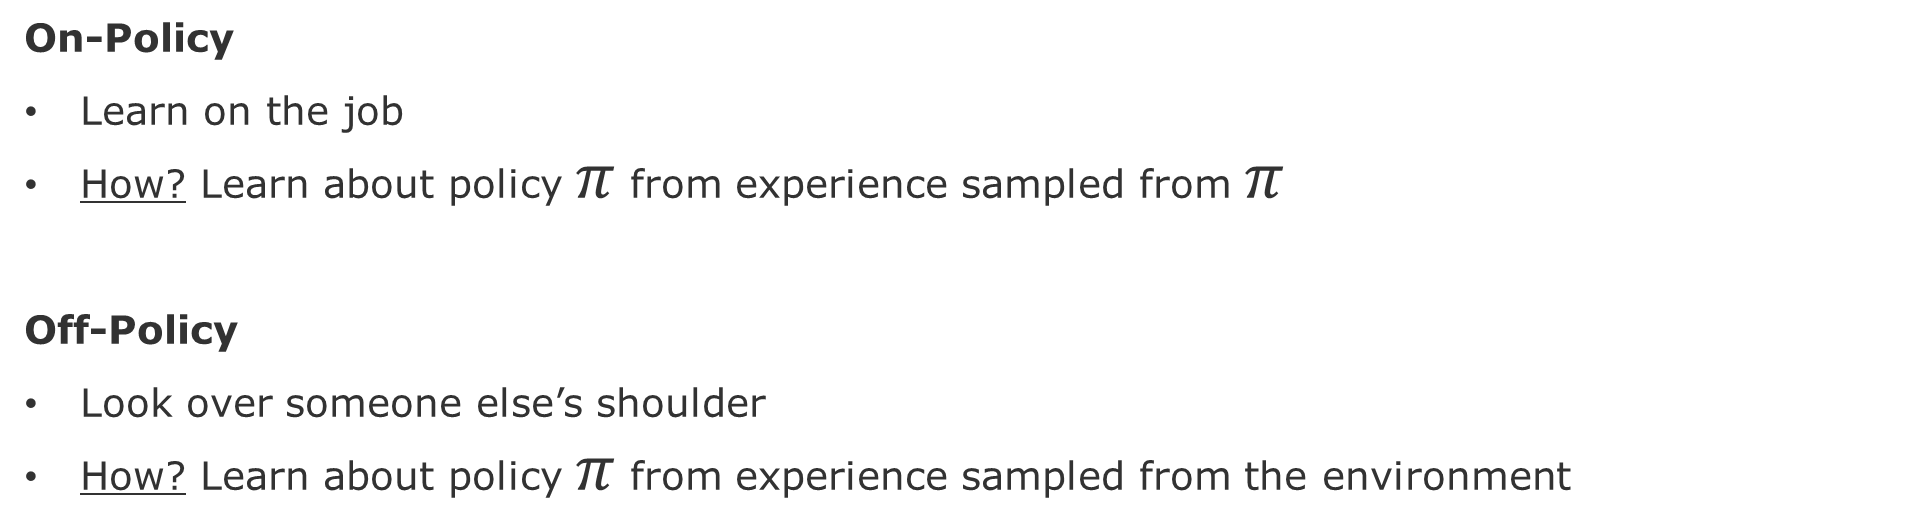 On-Policy
• Learn on the job
• How? Learn about policy π from experience sampled from π
Off-Policy
• Look over someone else’s shoulder
• How? Learn about policy π from experience sampled from the environment